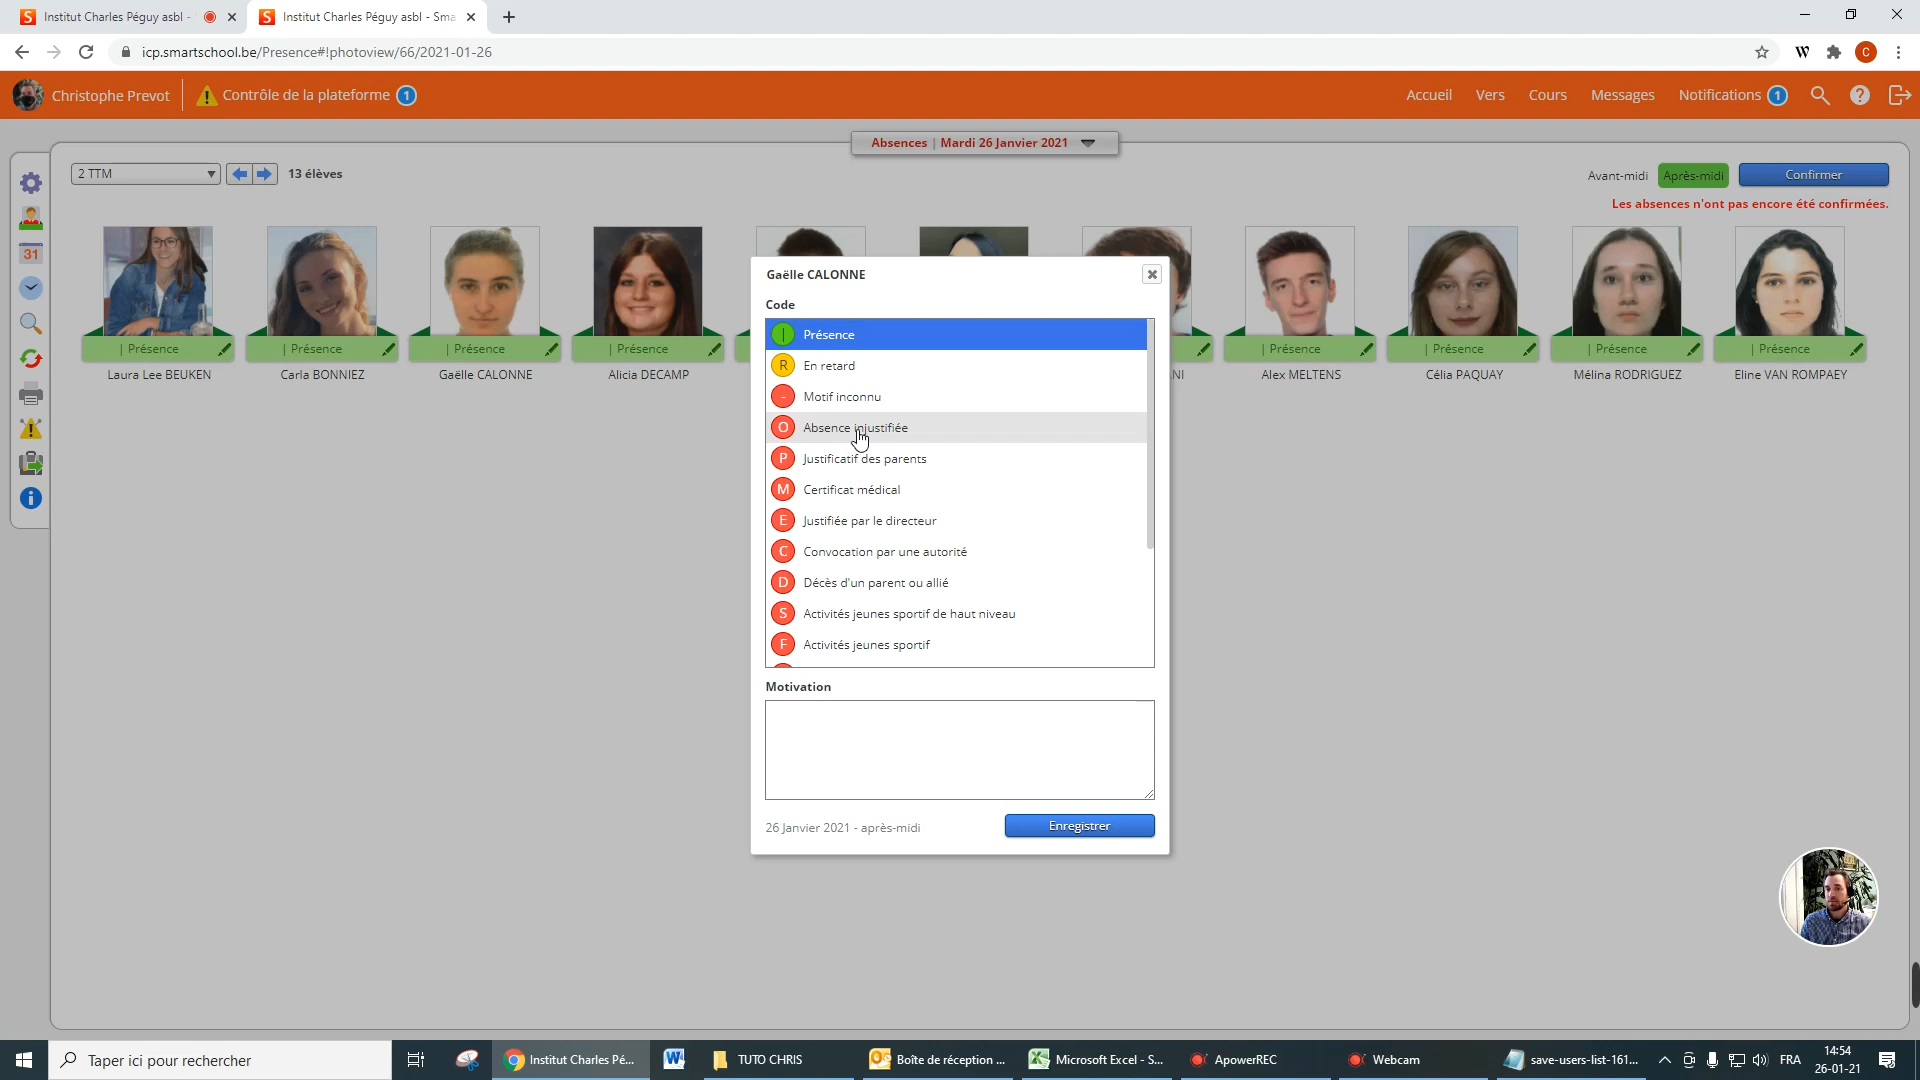 Institut Charles Péguy asbl -
Institut Charles Péguy asbl - Sma
icp.smartschool.be/Presence#!photoview/66/2021-01-26
W
C
Christophe Prevot
Contrôle de la plateforme 1
Accueil
Vers
Cours
Messages
Notifications 1
?
Absences | Mardi 26 Janvier 2021
2 TTM
13 élèves
Avant-midi
Après-midi
Confirmer
Les absences n'ont pas encore été confirmées.
31
| Présence
| Présence
| Présence
| Présence
| Présence
| Présence
| Présence
| Présence
Laura Lee BEUKEN
Carla BONNIEZ
Gaëlle CALONNE
Alicia DECAMP
NI
Alex MELTENS
Célia PAQUAY
Mélina RODRIGUEZ
Eline VAN ROMPAEY
Gaëlle CALONNE
Code
| Présence
R En retard
- Motif inconnu
O Absence injustifiée
P Justificatif des parents
M Certificat médical
E Justifiée par le directeur
C Convocation par une autorité
D Décès d'un parent ou allié
S Activités jeunes sportif de haut niveau
F Activités jeunes sportif
Motivation
26 Janvier 2021 - après-midi
Enregistrer
Taper ici pour rechercher
Institut Charles Pé...
TUTO CHRIS
Boîte de réception ...
Microsoft Excel - S...
ApowerREC
Webcam
save-users-list-161...
FRA
14:54
26-01-21